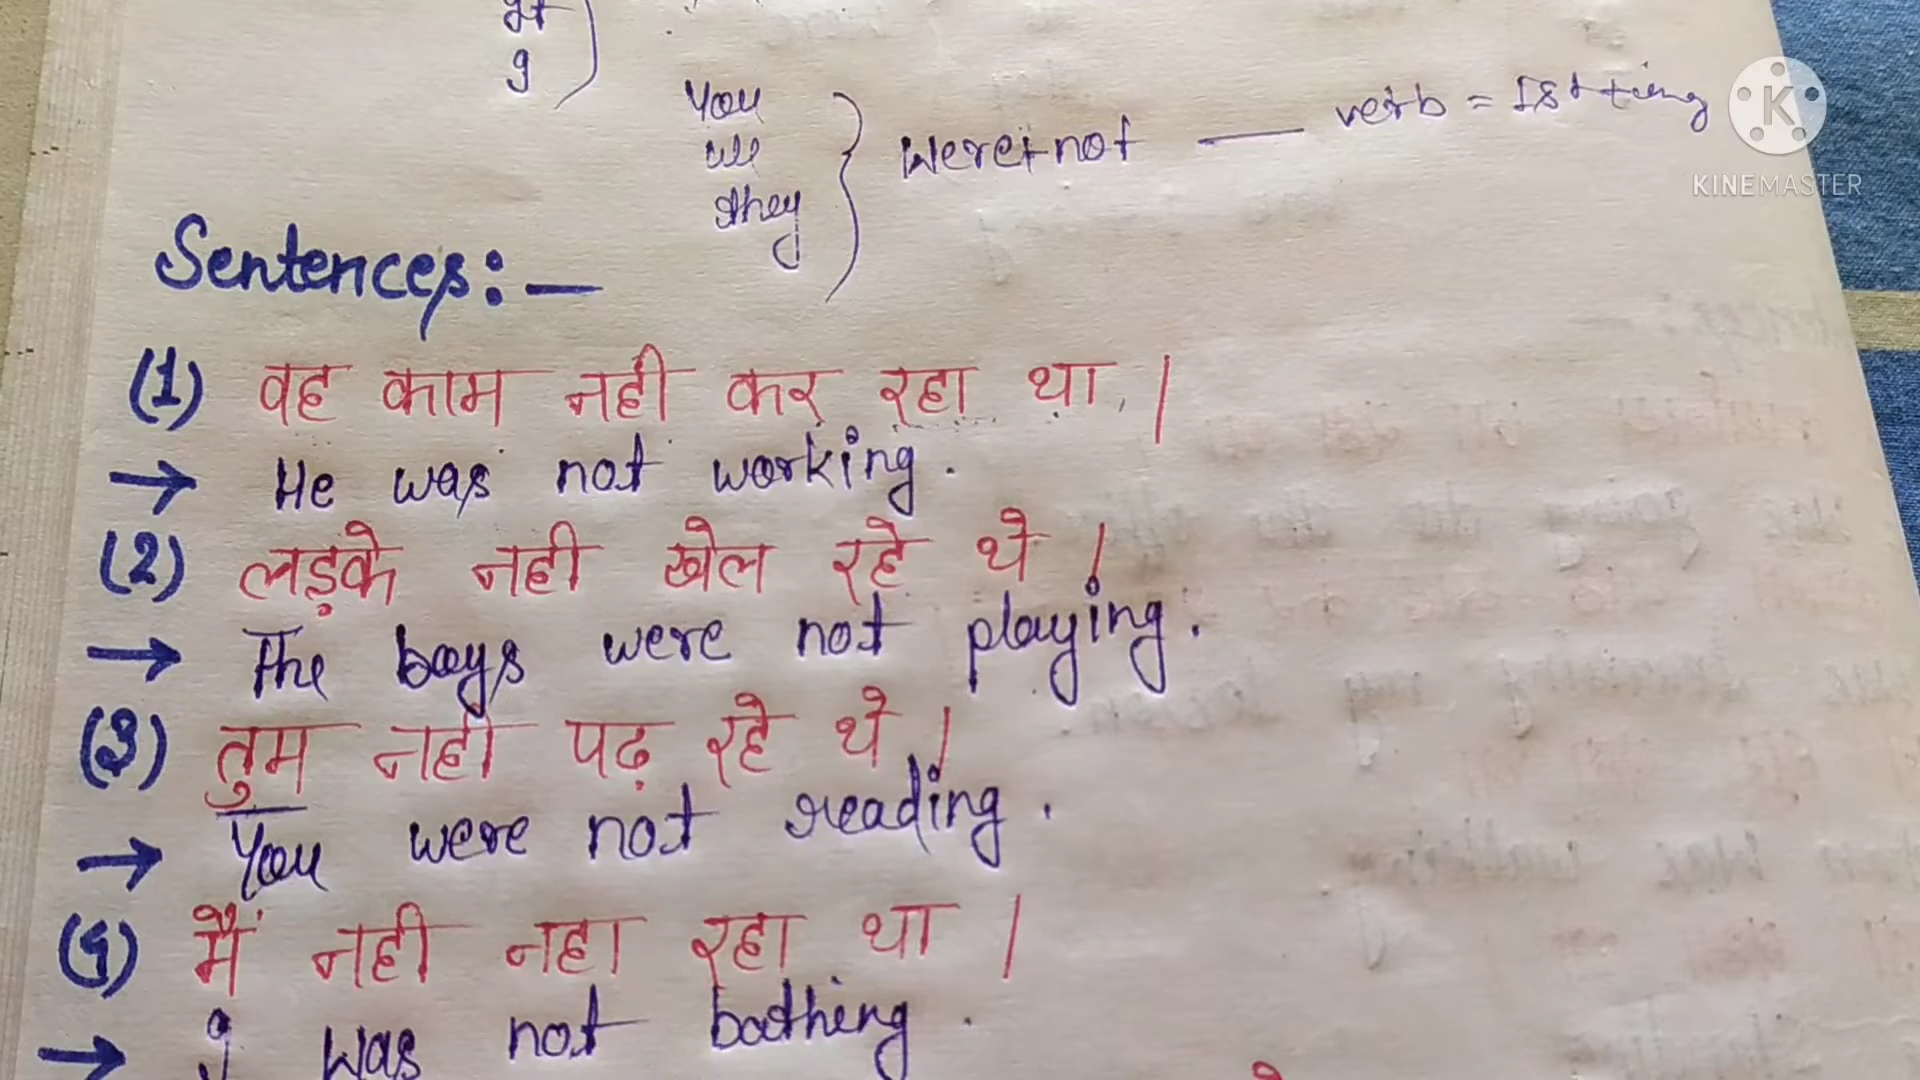 It
I
You
we
they
were+not — verb = Ist+ing
KINEMASTER
Sentences:—
(1) वह काम नही कर रहा था।
→ He was not working.
(2) लड़के नही खेल रहे थे।
→ The boys were not playing.
(3) तुम नही पढ़ रहे थे।
→ You were not reading.
(4) मैं नही नहा रहा था।
→ I was not bathing.